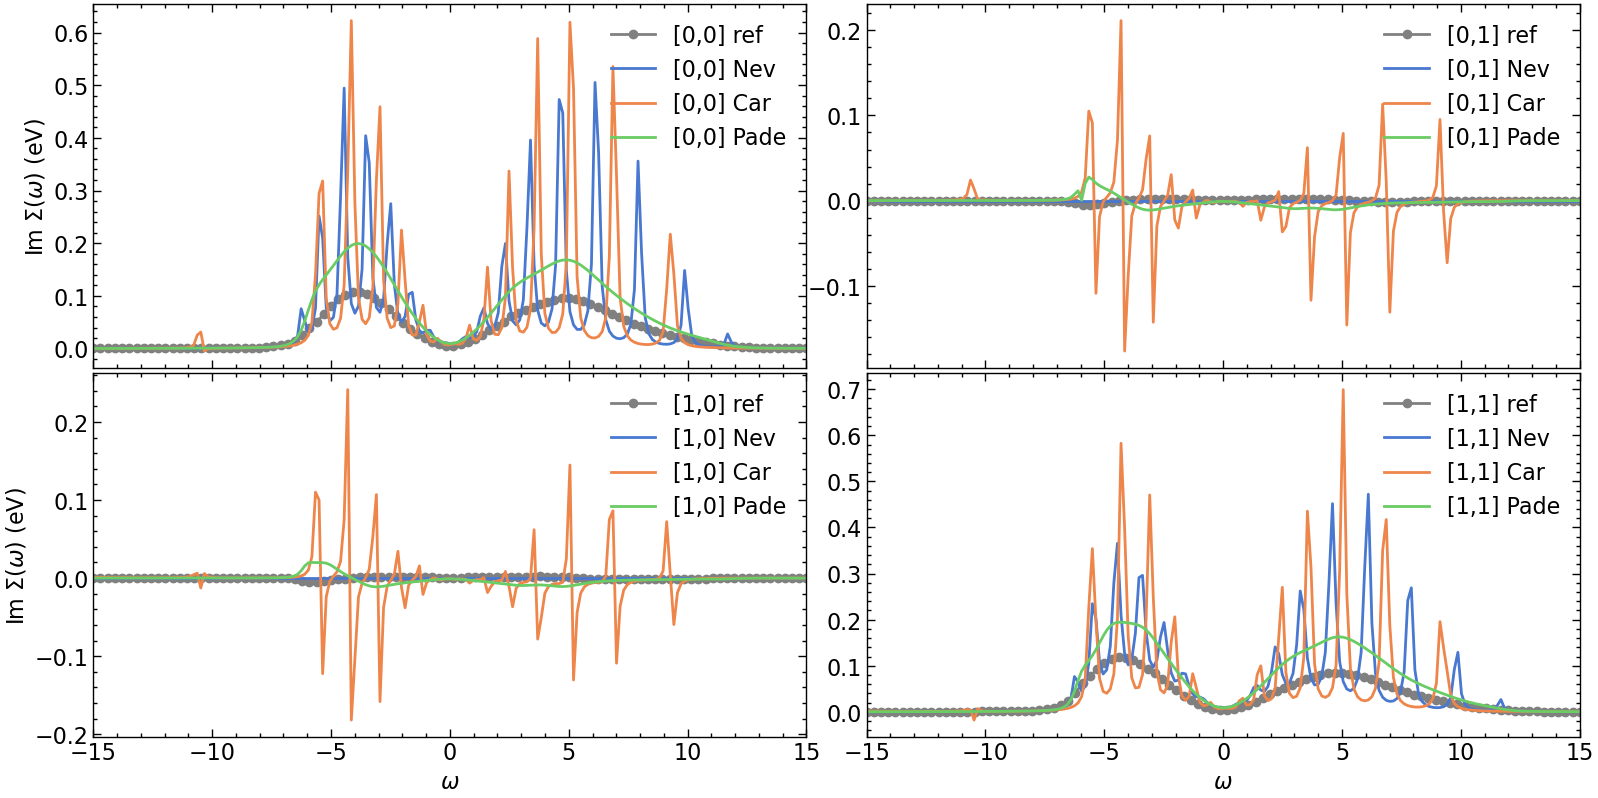 Im Σ(ω) (eV)
0.6
0.5
0.4
0.3
0.2
0.1
0.0
[0,0] ref
[0,0] Nev
[0,0] Car
[0,0] Pade
0.2
0.1
0.0
−0.1
[0,1] ref
[0,1] Nev
[0,1] Car
[0,1] Pade
Im Σ(ω) (eV)
0.2
0.1
0.0
−0.1
−0.2
[1,0] ref
[1,0] Nev
[1,0] Car
[1,0] Pade
−15 −10 −5 0 5 10 15
ω
0.7
0.6
0.5
0.4
0.3
0.2
0.1
0.0
[1,1] ref
[1,1] Nev
[1,1] Car
[1,1] Pade
−15 −10 −5 0 5 10 15
ω